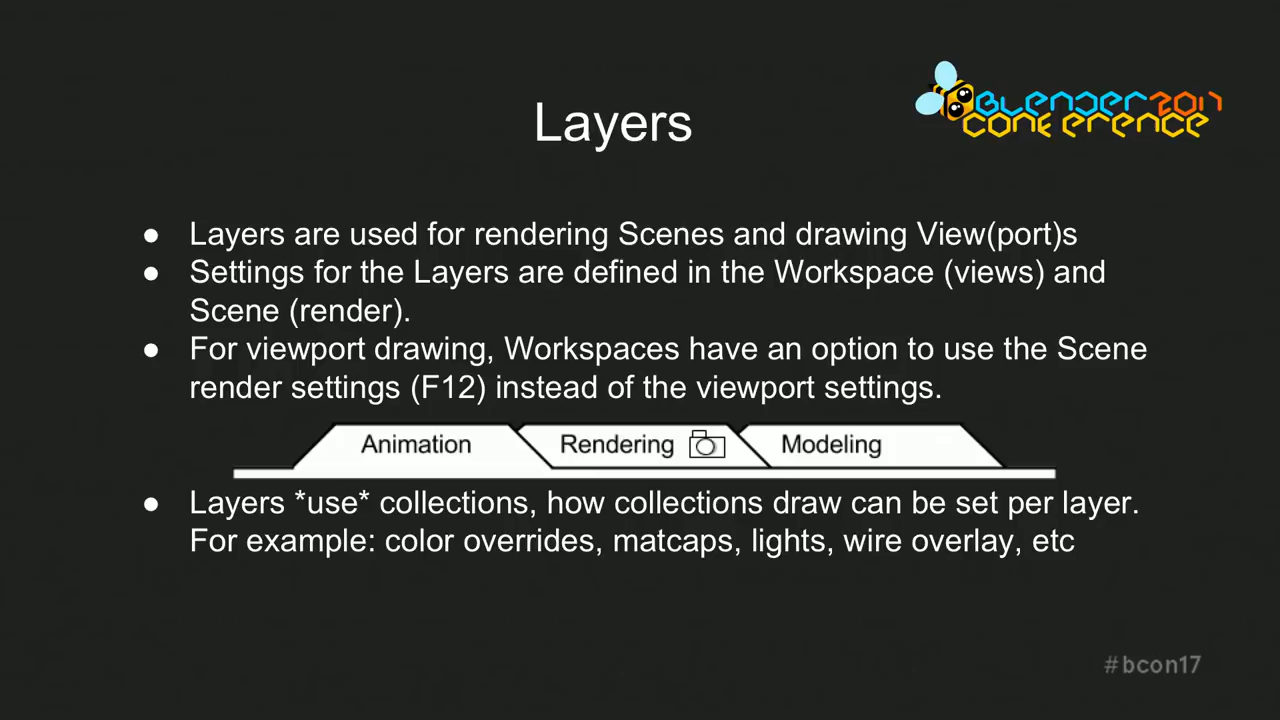 BLENDER 2017
CONFERENCE
Layers
● Layers are used for rendering Scenes and drawing View(port)s
● Settings for the Layers are defined in the Workspace (views) and
Scene (render).
● For viewport drawing, Workspaces have an option to use the Scene
render settings (F12) instead of the viewport settings.
Animation Rendering Modeling
● Layers *use* collections, how collections draw can be set per layer.
For example: color overrides, matcaps, lights, wire overlay, etc
#bcon17